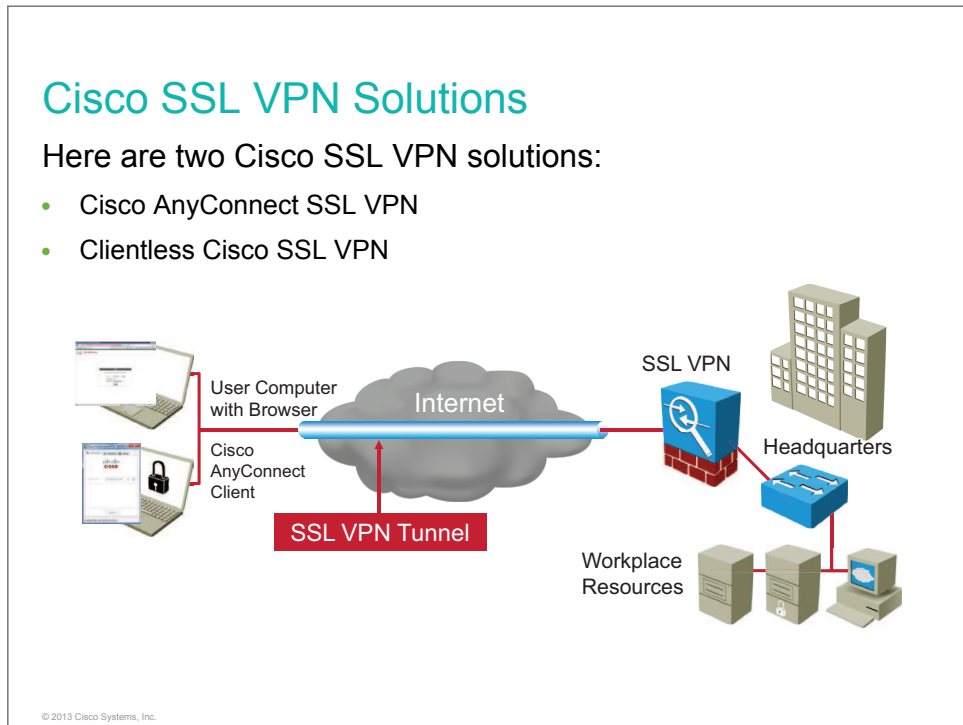 Cisco SSL VPN Solutions
Here are two Cisco SSL VPN solutions:
• Cisco AnyConnect SSL VPN
• Clientless Cisco SSL VPN
User Computer
with Browser
Cisco
AnyConnect
Client
Internet
SSL VPN Tunnel
SSL VPN
Headquarters
Workplace
Resources
© 2013 Cisco Systems, Inc.